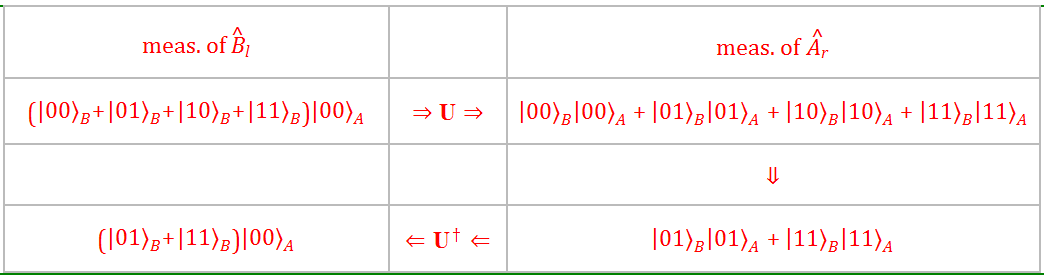 meas. of B̂ₗ meas. of Âᵣ
(|00⟩_B+|01⟩_B+|10⟩_B+|11⟩_B)|00⟩_A ⇒ U ⇒ |00⟩_B|00⟩_A + |01⟩_B|01⟩_A + |10⟩_B|10⟩_A + |11⟩_B|11⟩_A
⇓
(|01⟩_B+|11⟩_B)|00⟩_A ⇐ U† ⇐ |01⟩_B|01⟩_A + |11⟩_B|11⟩_A